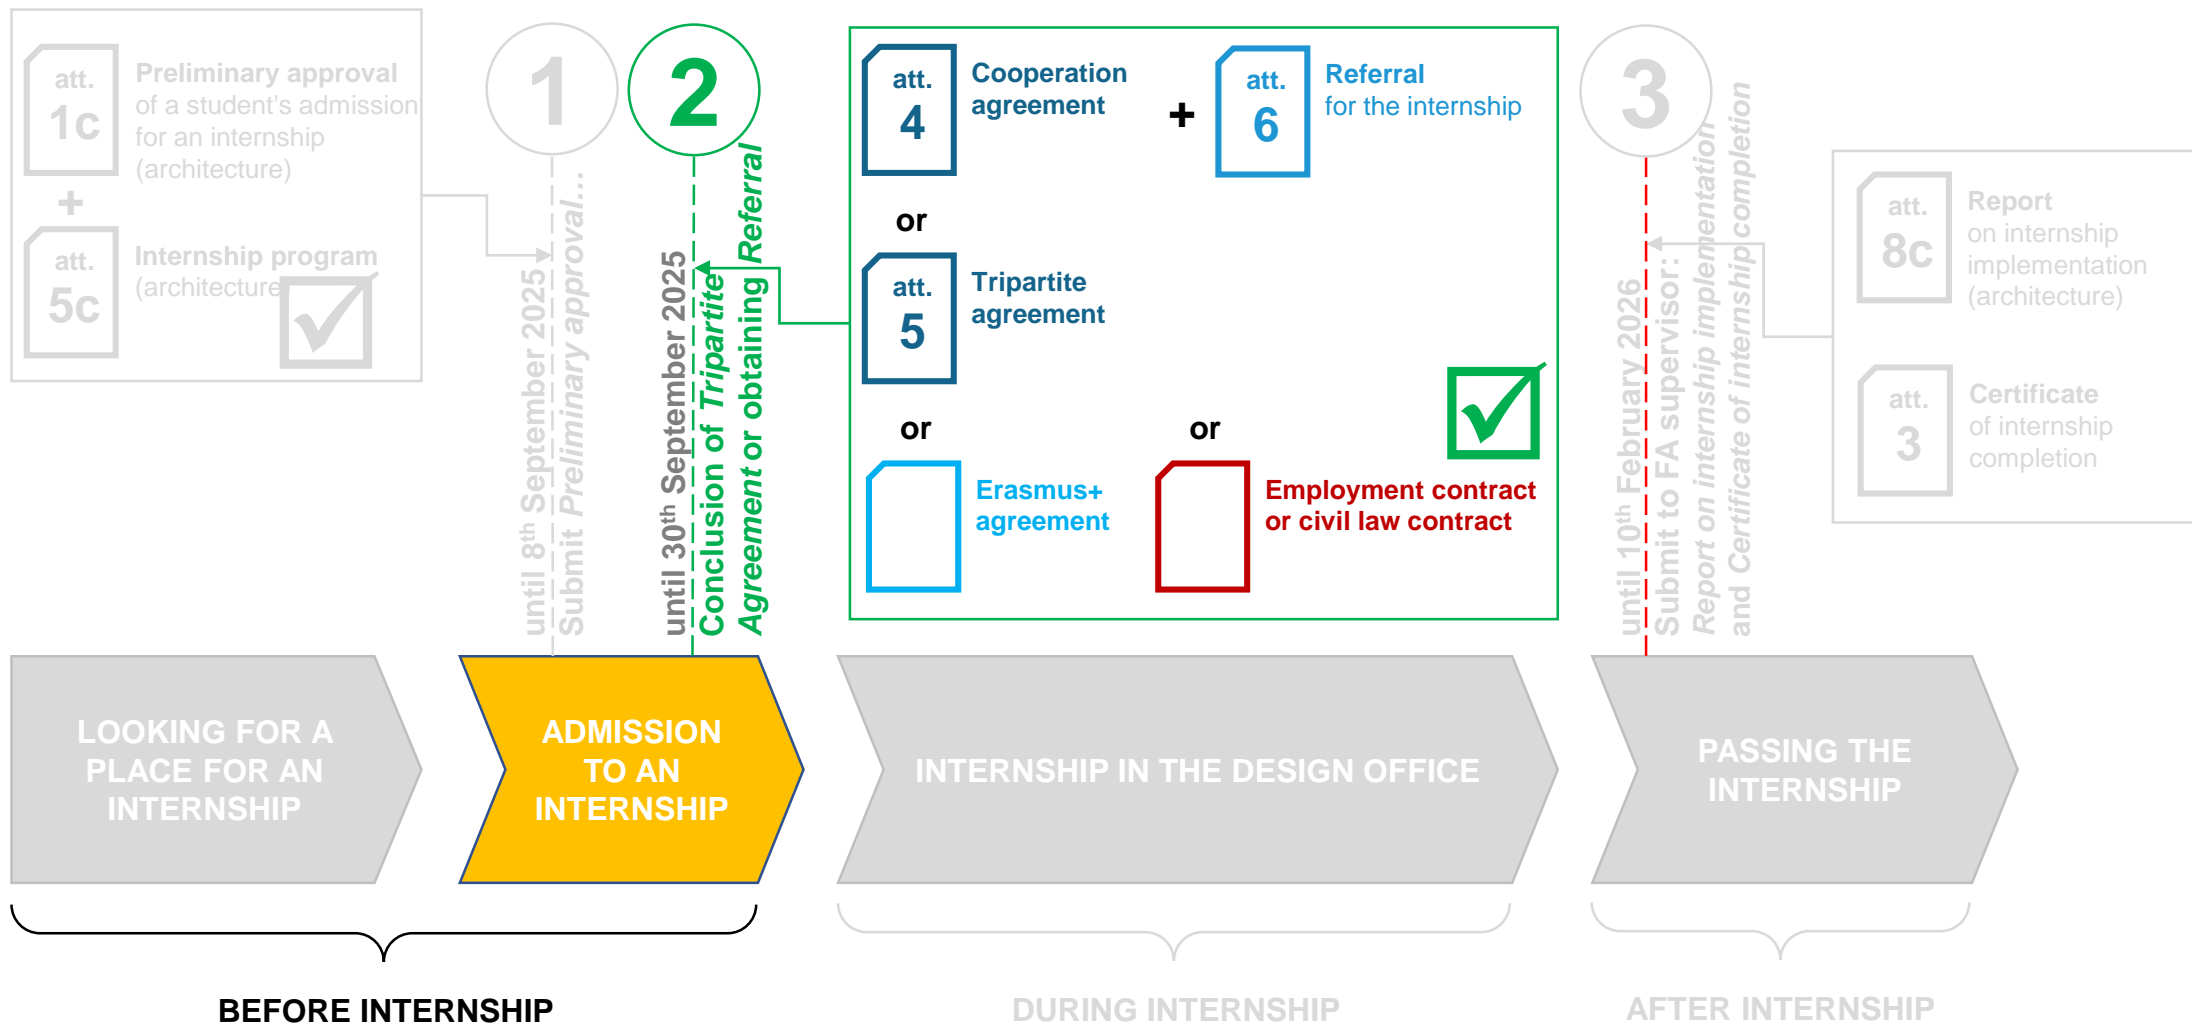 att.
1c
Preliminary approval
of a student's admission
for an internship
(architecture)
+
att.
5c
Internship program
(architecture
1
until 8th September 2025
Submit Preliminary approval...
2
until 30th September 2025
Conclusion of Tripartite
Agreement or obtaining Referral
att.
4
Cooperation
agreement
+
att.
6
Referral
for the internship
or
att.
5
Tripartite
agreement
or
Erasmus+
agreement
or
Employment contract
or civil law contract
3
until 10th February 2026
Submit to FA supervisor:
Report on internship implementation
and Certificate of internship completion
att.
8c
Report
on internship
implementation
(architecture)
att.
3
Certificate
of internship
completion
LOOKING FOR A
PLACE FOR AN
INTERNSHIP
ADMISSION
TO AN
INTERNSHIP
INTERNSHIP IN THE DESIGN OFFICE
PASSING THE
INTERNSHIP
BEFORE INTERNSHIP
DURING INTERNSHIP
AFTER INTERNSHIP